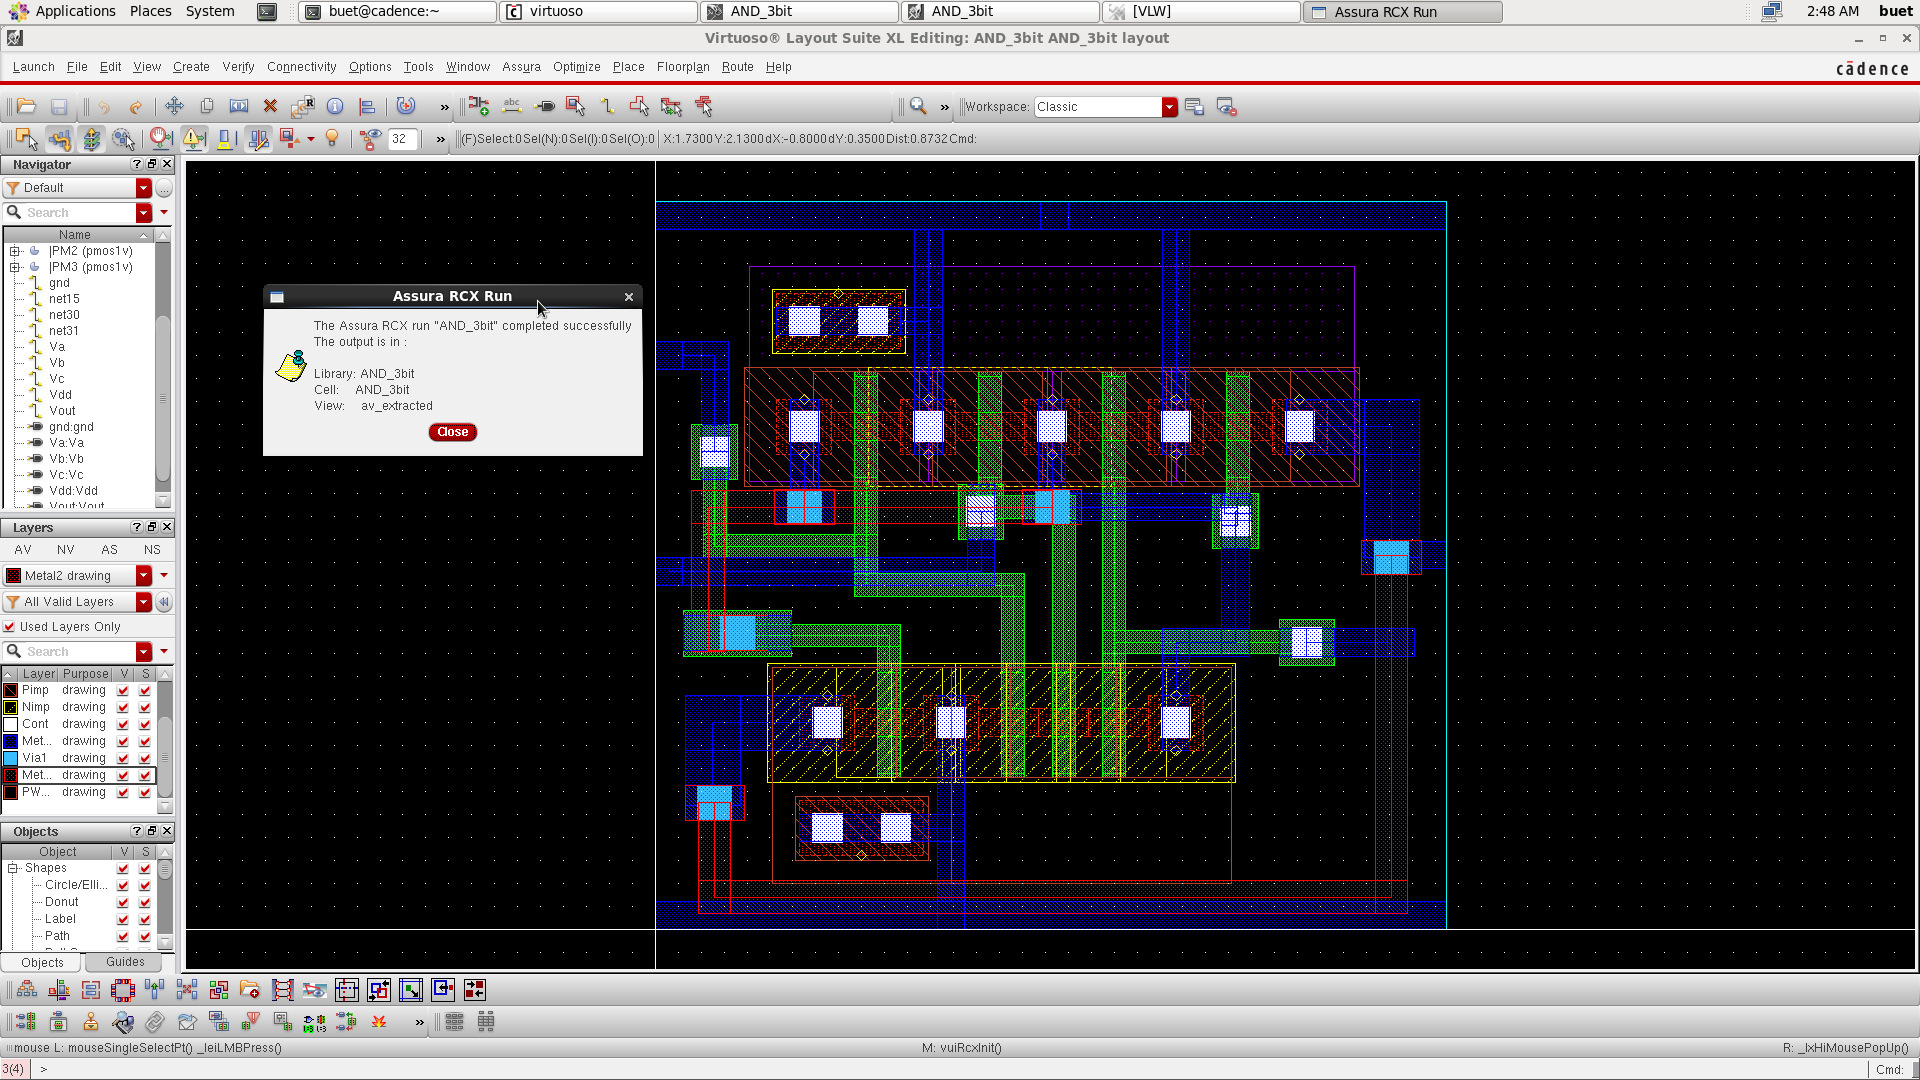 Applications Places System buet@cadence:~ virtuoso AND_3bit AND_3bit [VLW] Assura RCX Run 2:48 AM buet
Virtuoso® Layout Suite XL Editing: AND_3bit AND_3bit layout
Launch File Edit View Create Verify Connectivity Options Tools Window Assura Optimize Place Floorplan Route Help cādence
» abc » Workspace: Classic
32 » (F)Select:0 Sel(N):0 Sel(I):0 Sel(O):0 X:1.7300 Y:2.1300 dX:-0.8000 dY:0.3500 Dist:0.8732 Cmd:
Navigator
Default
Search
Name
|PM2 (pmos1v)
|PM3 (pmos1v)
gnd
net15
net30
net31
Va
Vb
Vc
Vdd
Vout
gnd:gnd
Va:Va
Vb:Vb
Vc:Vc
Vdd:Vdd
Vout:Vout
Layers
AV NV AS NS
Metal2 drawing
All Valid Layers
Used Layers Only
Search
Layer Purpose V S
Pimp drawing
Nimp drawing
Cont drawing
Met... drawing
Via1 drawing
Met... drawing
PW... drawing
Objects
Object V S
Shapes
Circle/Elli...
Donut
Label
Path
Objects Guides
Assura RCX Run
The Assura RCX run "AND_3bit" completed successfully
The output is in :
Library: AND_3bit
Cell: AND_3bit
View: av_extracted
Close
»
mouse L: mouseSingleSelectPt() _leiLMBPress() M: vuiRcxInit() R: _lxHiMousePopUp()
3(4) > Cmd: